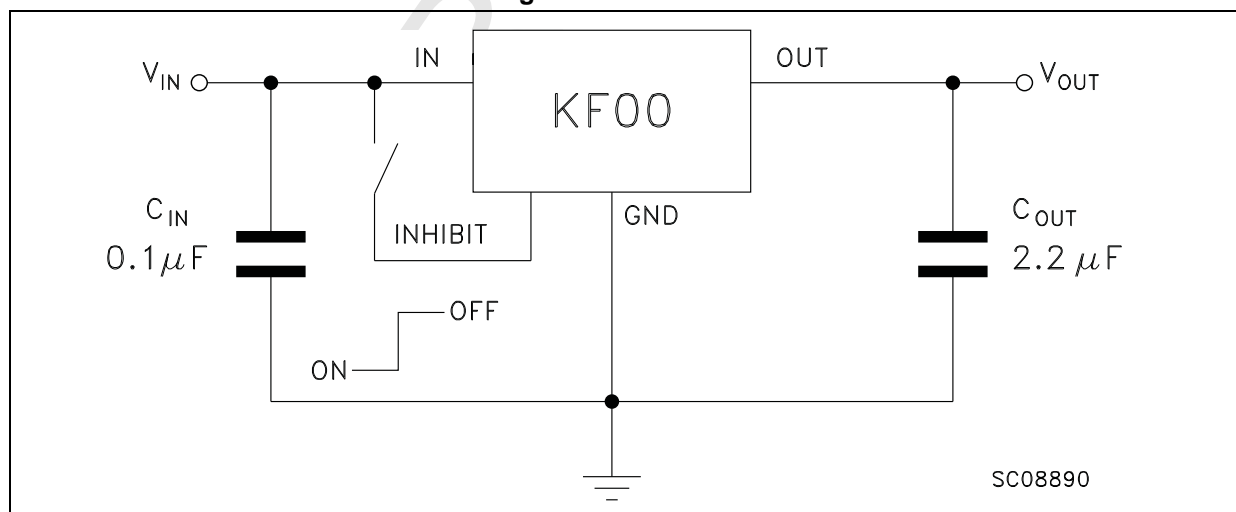 V_IN
IN
OUT
V_OUT
KF00
GND
C_IN
0.1μF
INHIBIT
C_OUT
2.2 μF
OFF
ON
SC08890